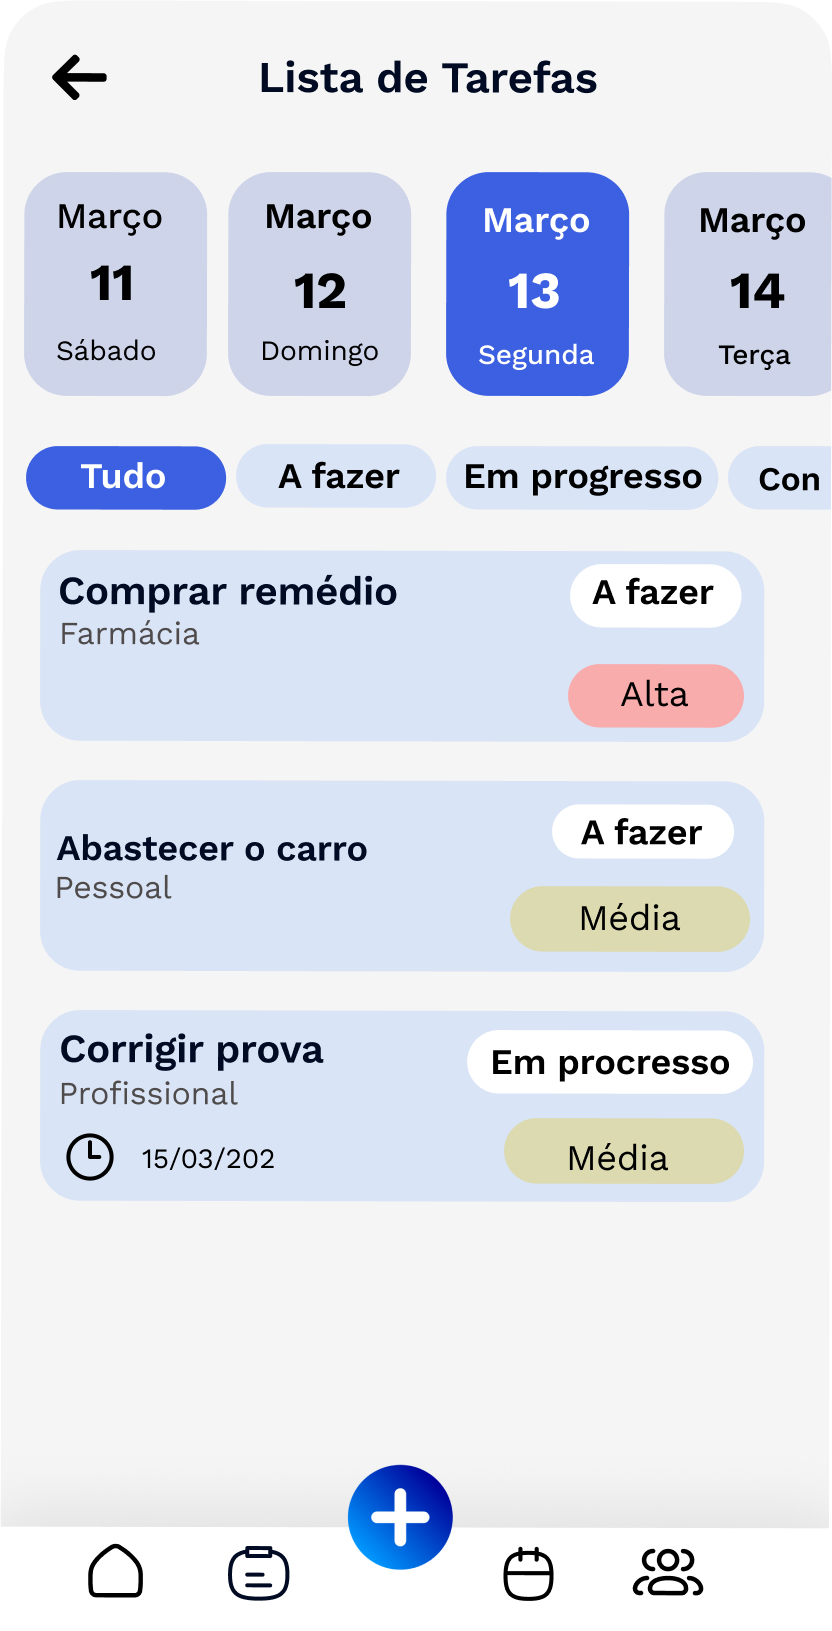 Lista de Tarefas
Março
11
Sábado
Março
12
Domingo
Março
13
Segunda
Março
14
Terça
Tudo
A fazer
Em progresso
Con
Comprar remédio
A fazer
Farmácia
Alta
Abastecer o carro
A fazer
Pessoal
Média
Corrigir prova
Em procresso
Profissional
15/03/202
Média